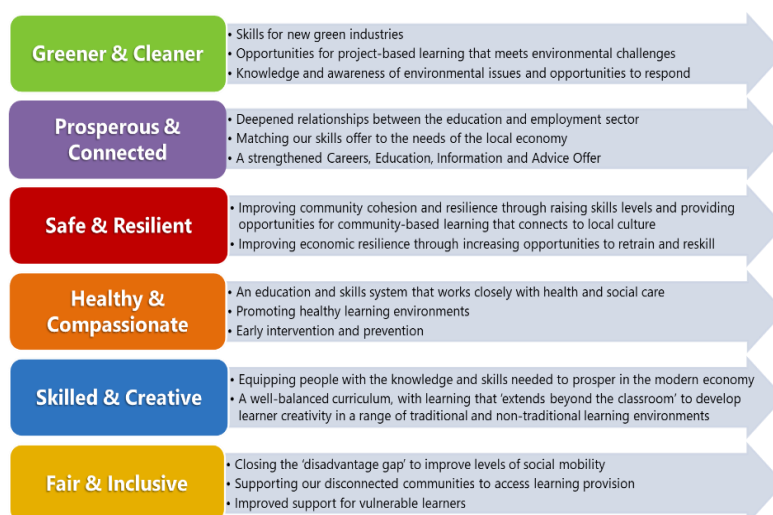 Greener & Cleaner
• Skills for new green industries
• Opportunities for project-based learning that meets environmental challenges
• Knowledge and awareness of environmental issues and opportunities to respond
Prosperous &
Connected
• Deepened relationships between the education and employment sector
• Matching our skills offer to the needs of the local economy
• A strengthened Careers, Education, Information and Advice Offer
Safe & Resilient
• Improving community cohesion and resilience through raising skills levels and providing
opportunities for community-based learning that connects to local culture
• Improving economic resilience through increasing opportunities to retrain and reskill
Healthy &
Compassionate
• An education and skills system that works closely with health and social care
• Promoting healthy learning environments
• Early intervention and prevention
Skilled & Creative
• Equipping people with the knowledge and skills needed to prosper in the modern economy
• A well-balanced curriculum, with learning that ‘extends beyond the classroom’ to develop
learner creativity in a range of traditional and non-traditional learning environments
Fair & Inclusive
• Closing the ‘disadvantage gap’ to improve levels of social mobility
• Supporting our disconnected communities to access learning provision
• Improved support for vulnerable learners